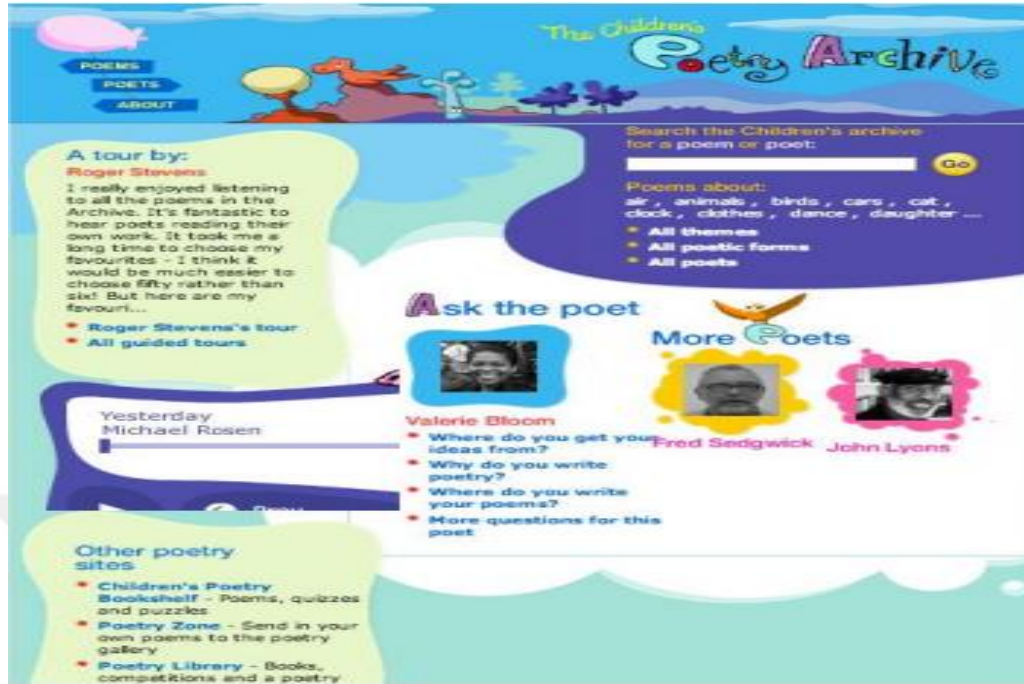 The Children's
Poetry Archive
POEMS
POETS
ABOUT
A tour by:
Roger Stevens
I really enjoyed listening
to all the poems in the
Archive. It's fantastic to
hear poets reading their
own work. It took me a
long time to choose my
favourites - I think it
would be much easier to
choose fifty rather than
six! But here are my
favouri...
Roger Stevens's tour
All guided tours
Search the Children's archive
for a poem or poet:
Go
Poems about:
air , animals , birds , cars , cat ,
clock , clothes , dance , daughter ...
All themes
All poetic forms
All poets
Yesterday
Michael Rosen
Ask the poet
Valerie Bloom
Where do you get your
ideas from?
Why do you write
poetry?
Where do you write
your poems?
More questions for this
poet
More Poets
Fred Sedgwick
John Lyons
Other poetry
sites
Children's Poetry
Bookshelf - Poems, quizzes
and puzzles
Poetry Zone - Send in your
own poems to the poetry
gallery
Poetry Library - Books,
competitions and a poetry